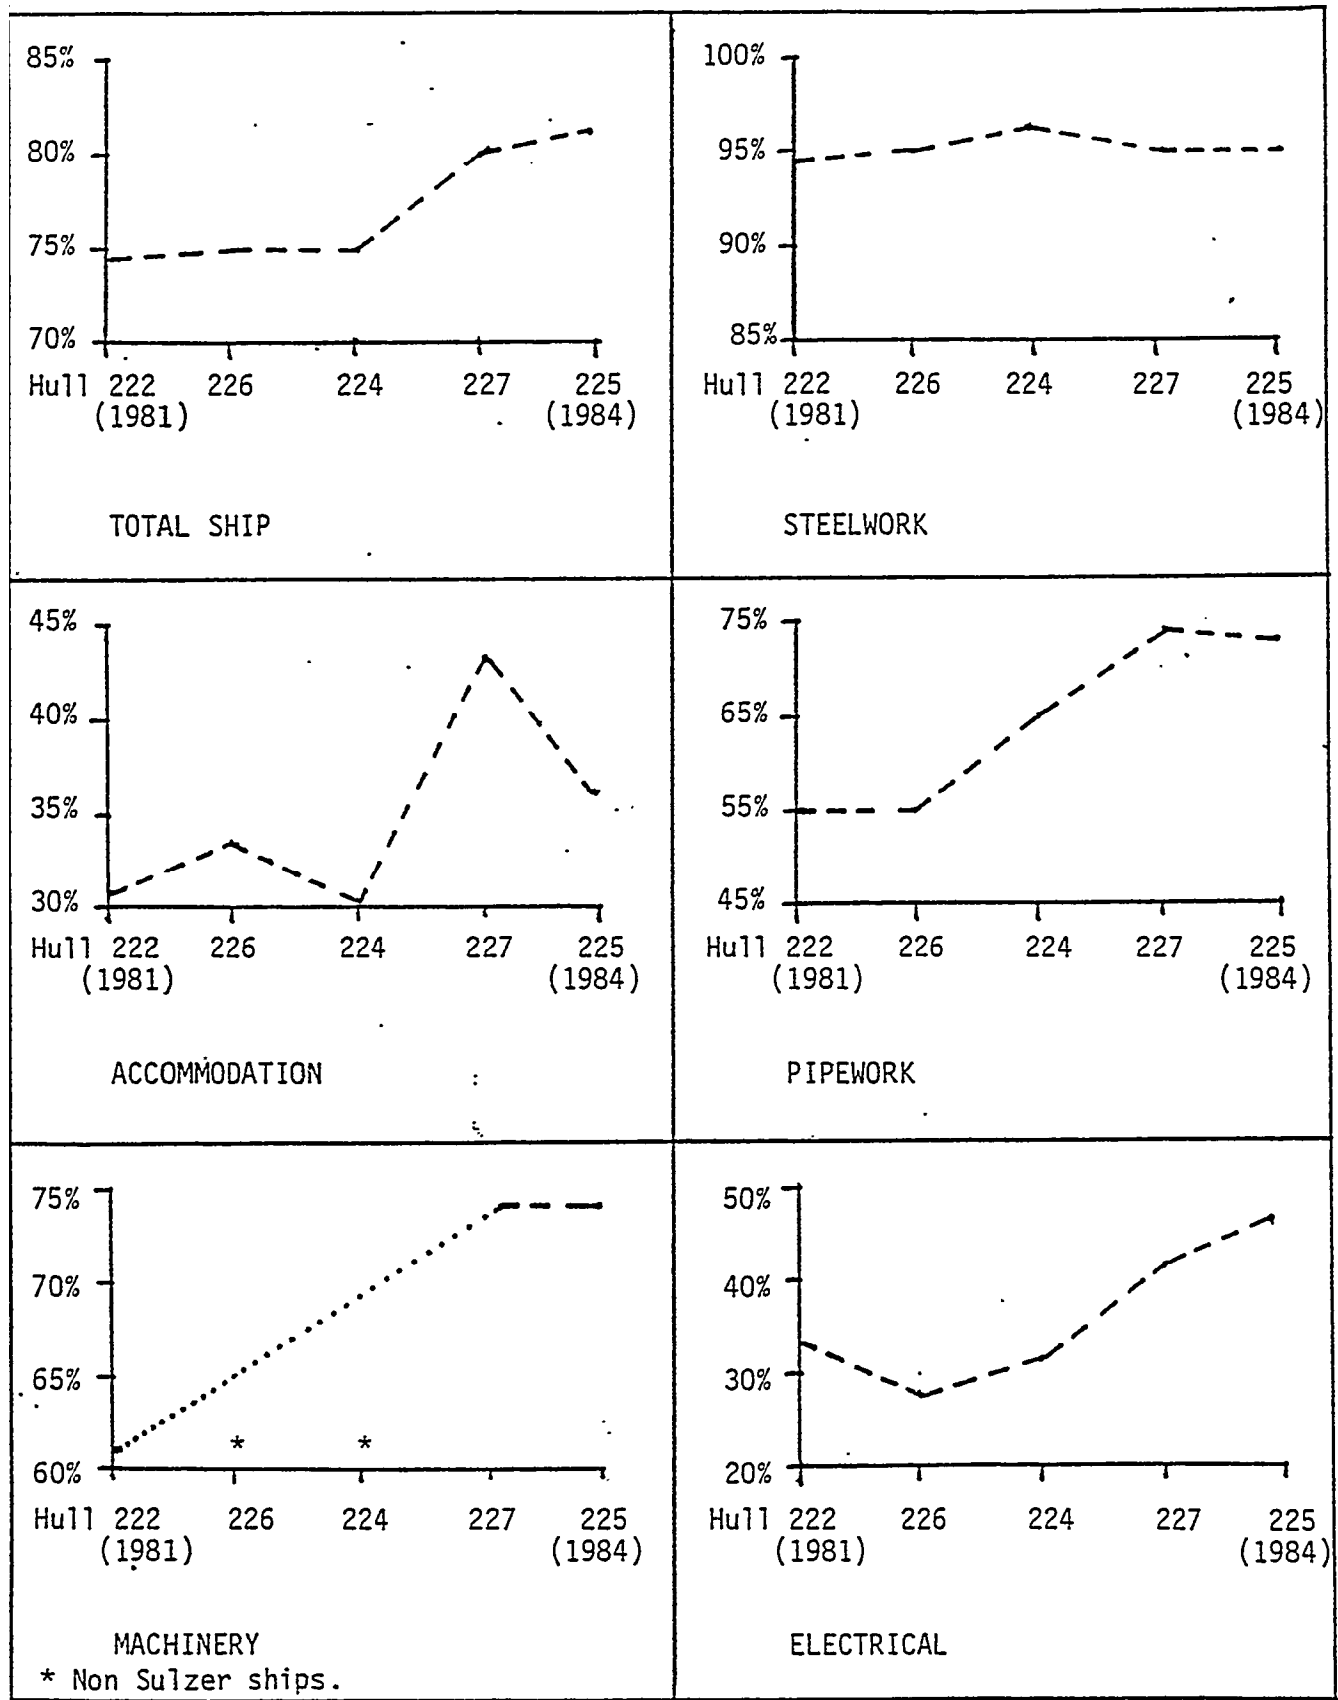 85%
80%
75%
70%
Hull 222 226 224 227 225
(1981) (1984)
TOTAL SHIP
100%
95%
90%
85%
Hull 222 226 224 227 225
(1981) (1984)
STEELWORK
45%
40%
35%
30%
Hull 222 226 224 227 225
(1981) (1984)
ACCOMMODATION
75%
65%
55%
45%
Hull 222 226 224 227 225
(1981) (1984)
PIPEWORK
75%
70%
65%
60%
* *
Hull 222 226 224 227 225
(1981) (1984)
MACHINERY
* Non Sulzer ships.
50%
40%
30%
20%
Hull 222 226 224 227 225
(1981) (1984)
ELECTRICAL